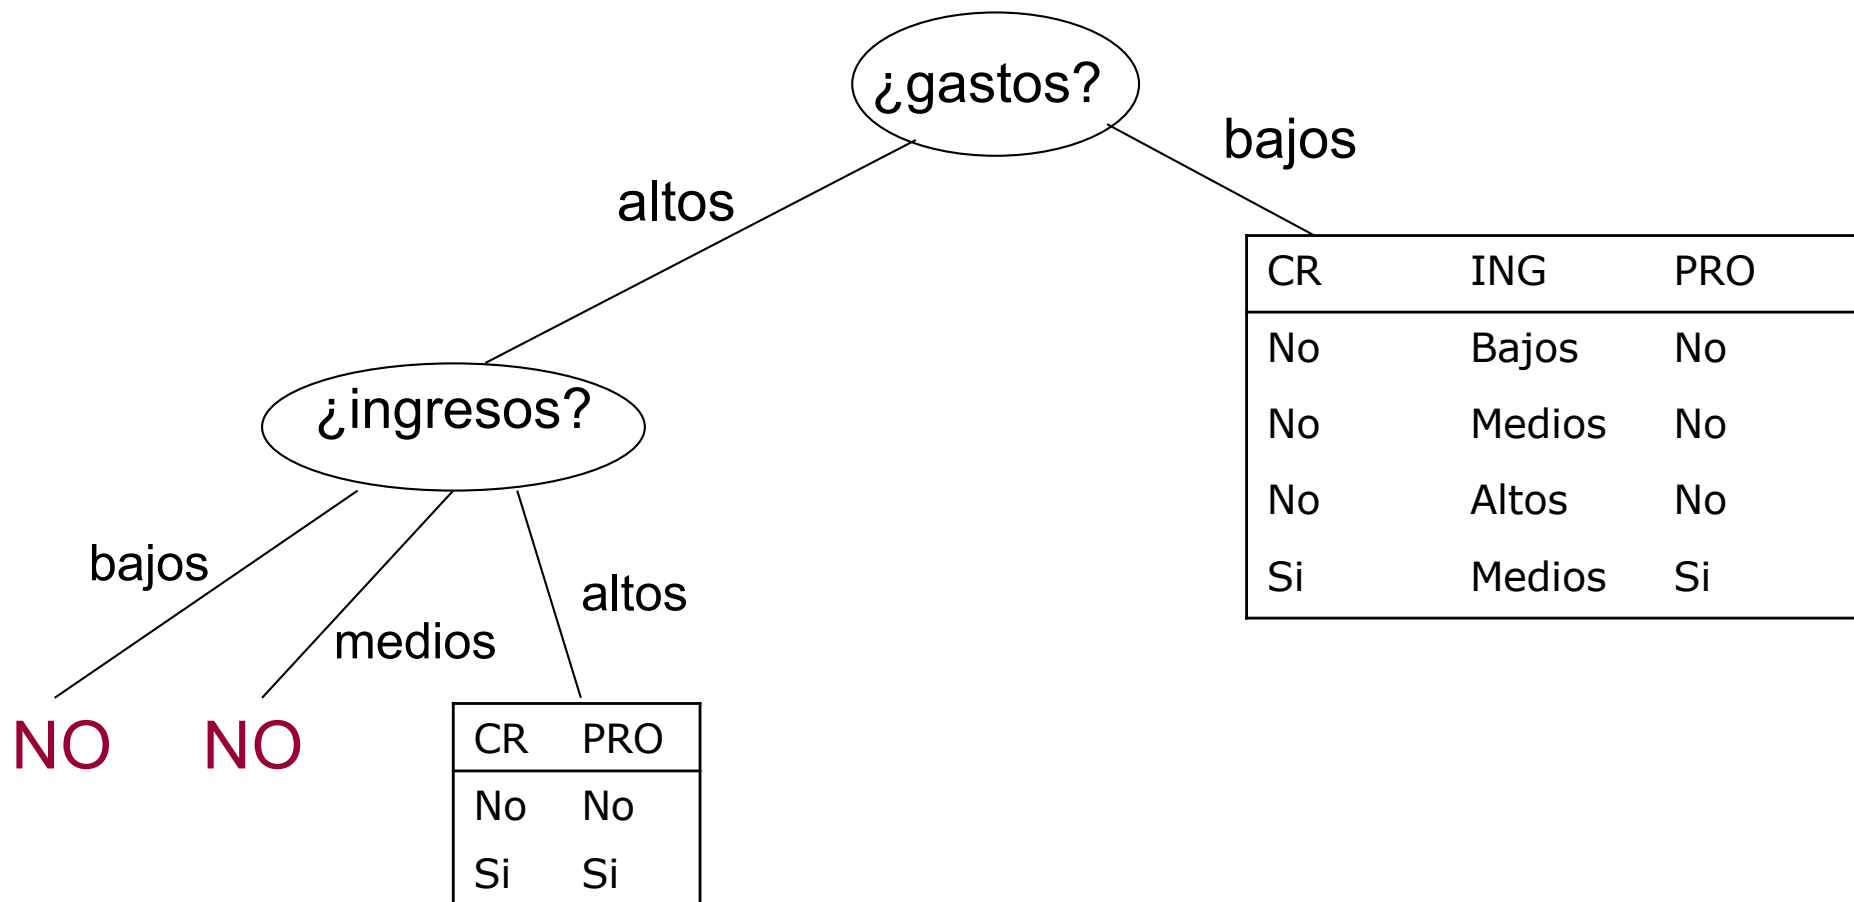 ¿gastos?
altos
bajos
CR ING PRO
No Bajos No
No Medios No
No Altos No
Si Medios Si
¿ingresos?
bajos
medios
altos
NO
NO
CR PRO
No No
Si Si